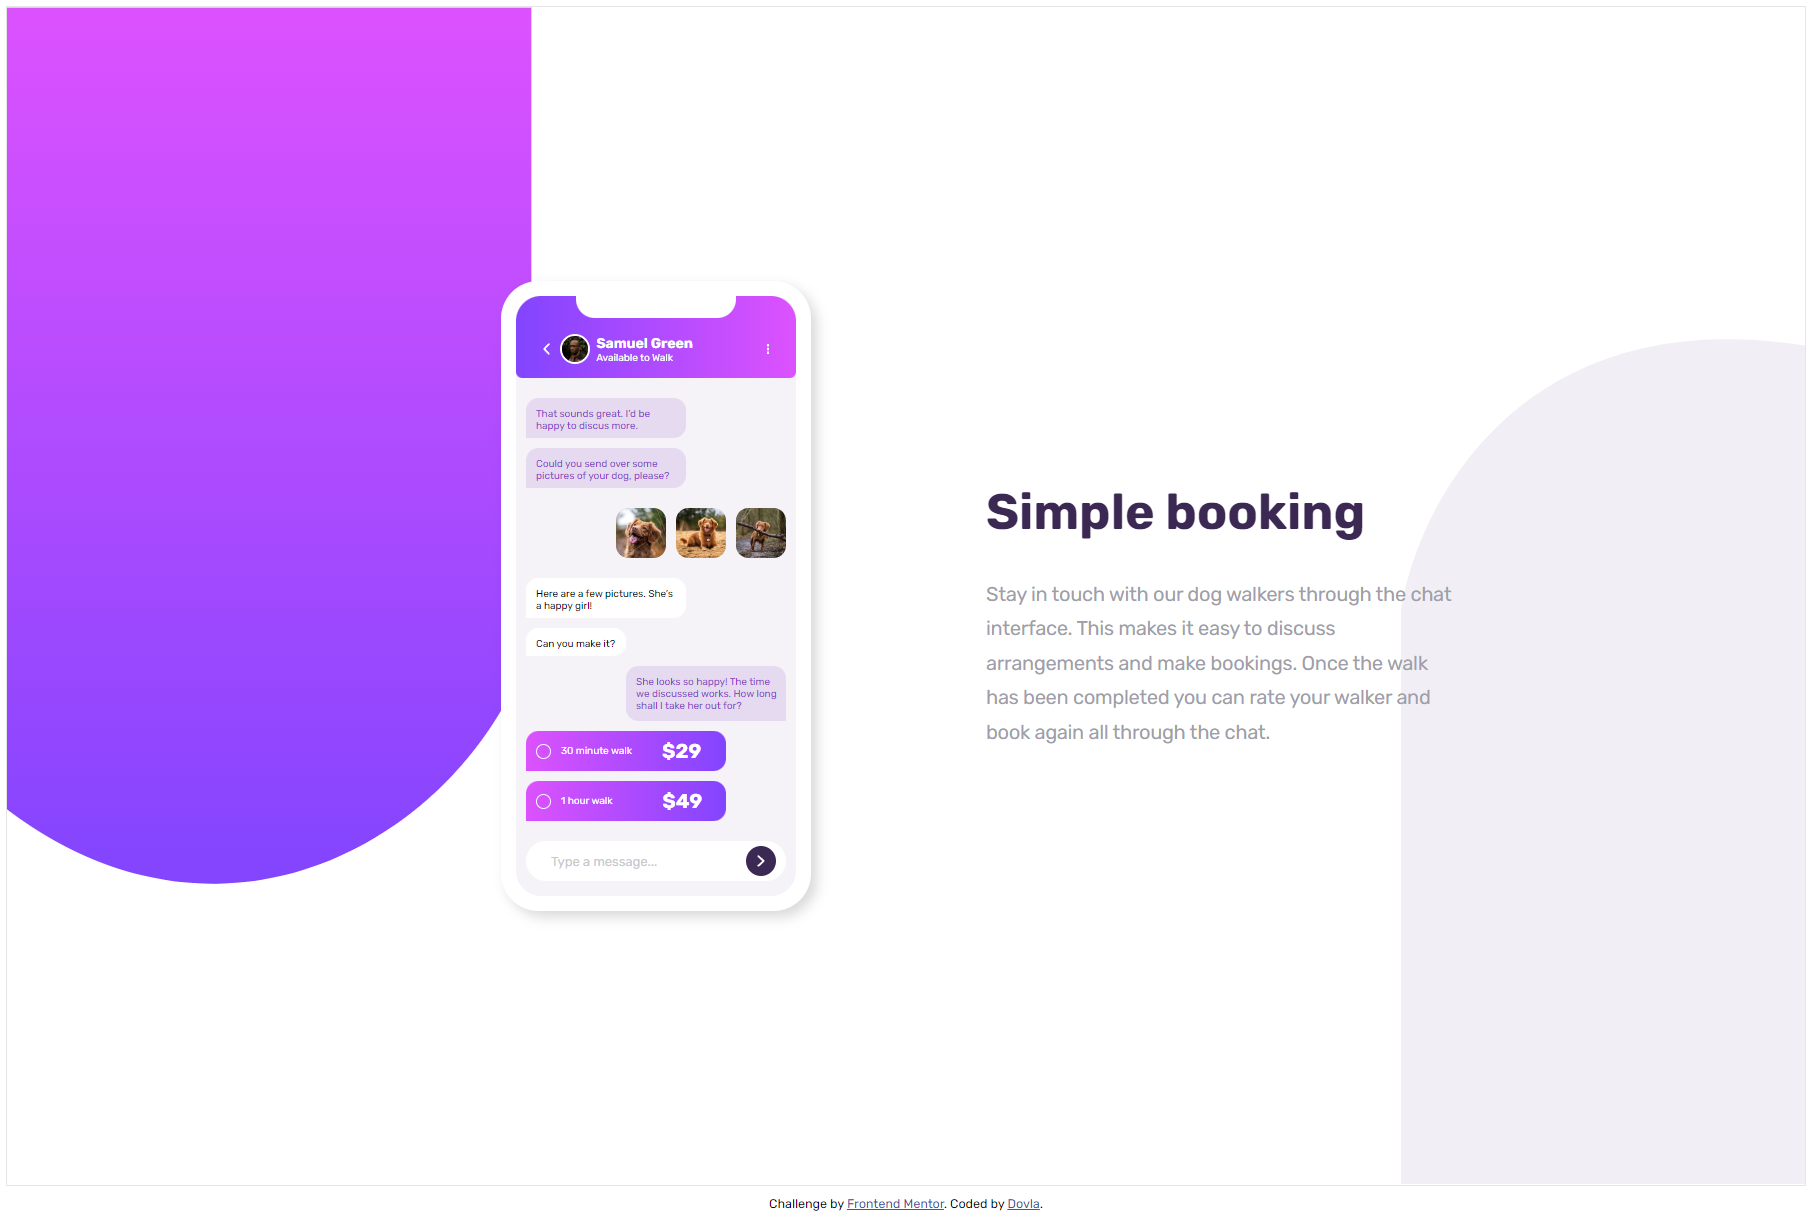 Samuel Green
Available to Walk
That sounds great. I'd be
happy to discus more.
Could you send over some
pictures of your dog, please?
Here are a few pictures. She's
a happy girl!
Can you make it?
She looks so happy! The time
we discussed works. How long
shall I take her out for?
30 minute walk $29
1 hour walk $49
Type a message...
Simple booking
Stay in touch with our dog walkers through the chat
interface. This makes it easy to discuss
arrangements and make bookings. Once the walk
has been completed you can rate your walker and
book again all through the chat.
Challenge by Frontend Mentor. Coded by Dovla.